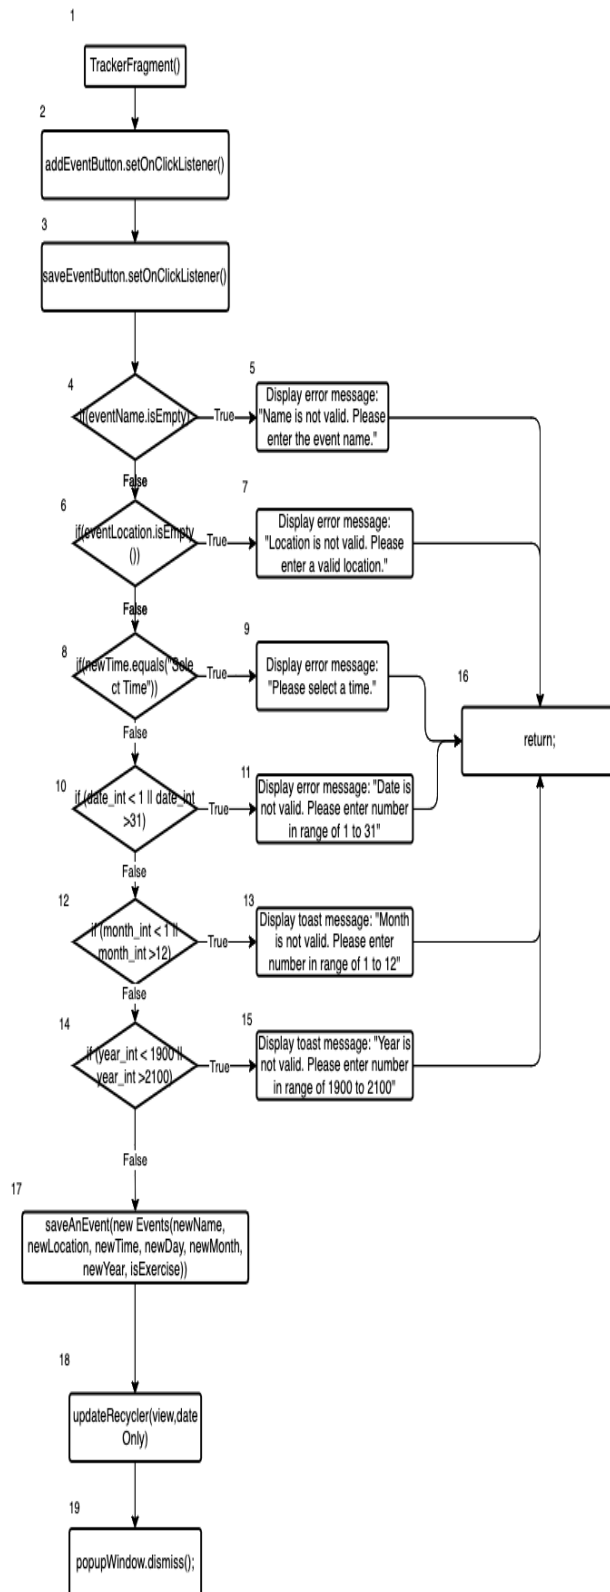 1
TrackerFragment()
2
addEventButton.setOnClickListener()
3
saveEventButton.setOnClickListener()
4
if(eventName.isEmpty)
True
5
Display error message:
"Name is not valid. Please
enter the event name."
False
6
if(eventLocation.isEmpty
())
True
7
Display error message:
"Location is not valid. Please
enter a valid location."
False
8
if(newTime.equals("Sele
ct Time"))
True
9
Display error message:
"Please select a time."
16
return;
False
10
if (date_int < 1 || date_int
>31)
True
11
Display error message: "Date is
not valid. Please enter number
in range of 1 to 31"
False
12
if (month_int < 1 ||
month_int >12)
True
13
Display toast message: "Month
is not valid. Please enter
number in range of 1 to 12"
False
14
if (year_int < 1900 ||
year_int >2100)
True
15
Display toast message: "Year is
not valid. Please enter number
in range of 1900 to 2100"
False
17
saveAnEvent(new Events(newName,
newLocation, newTime, newDay, newMonth,
newYear, isExercise))
18
updateRecycler(view,date
Only)
19
popupWindow.dismiss();